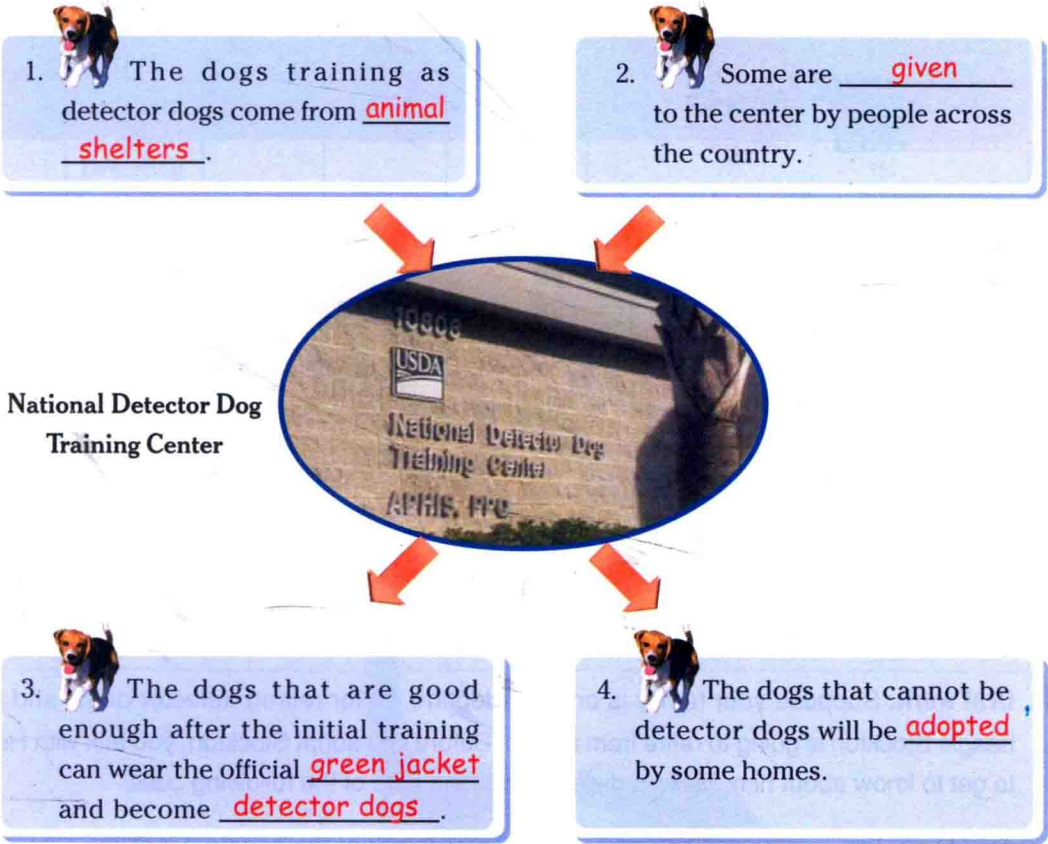 1. The dogs training as
detector dogs come from animal
shelters.
2. Some are given
to the center by people across
the country.
10806
USDA
National Detector Dog
Training Center
APHIS, PPQ
National Detector Dog
Training Center
3. The dogs that are good
enough after the initial training
can wear the official green jacket
and become detector dogs.
4. The dogs that cannot be
detector dogs will be adopted
by some homes.